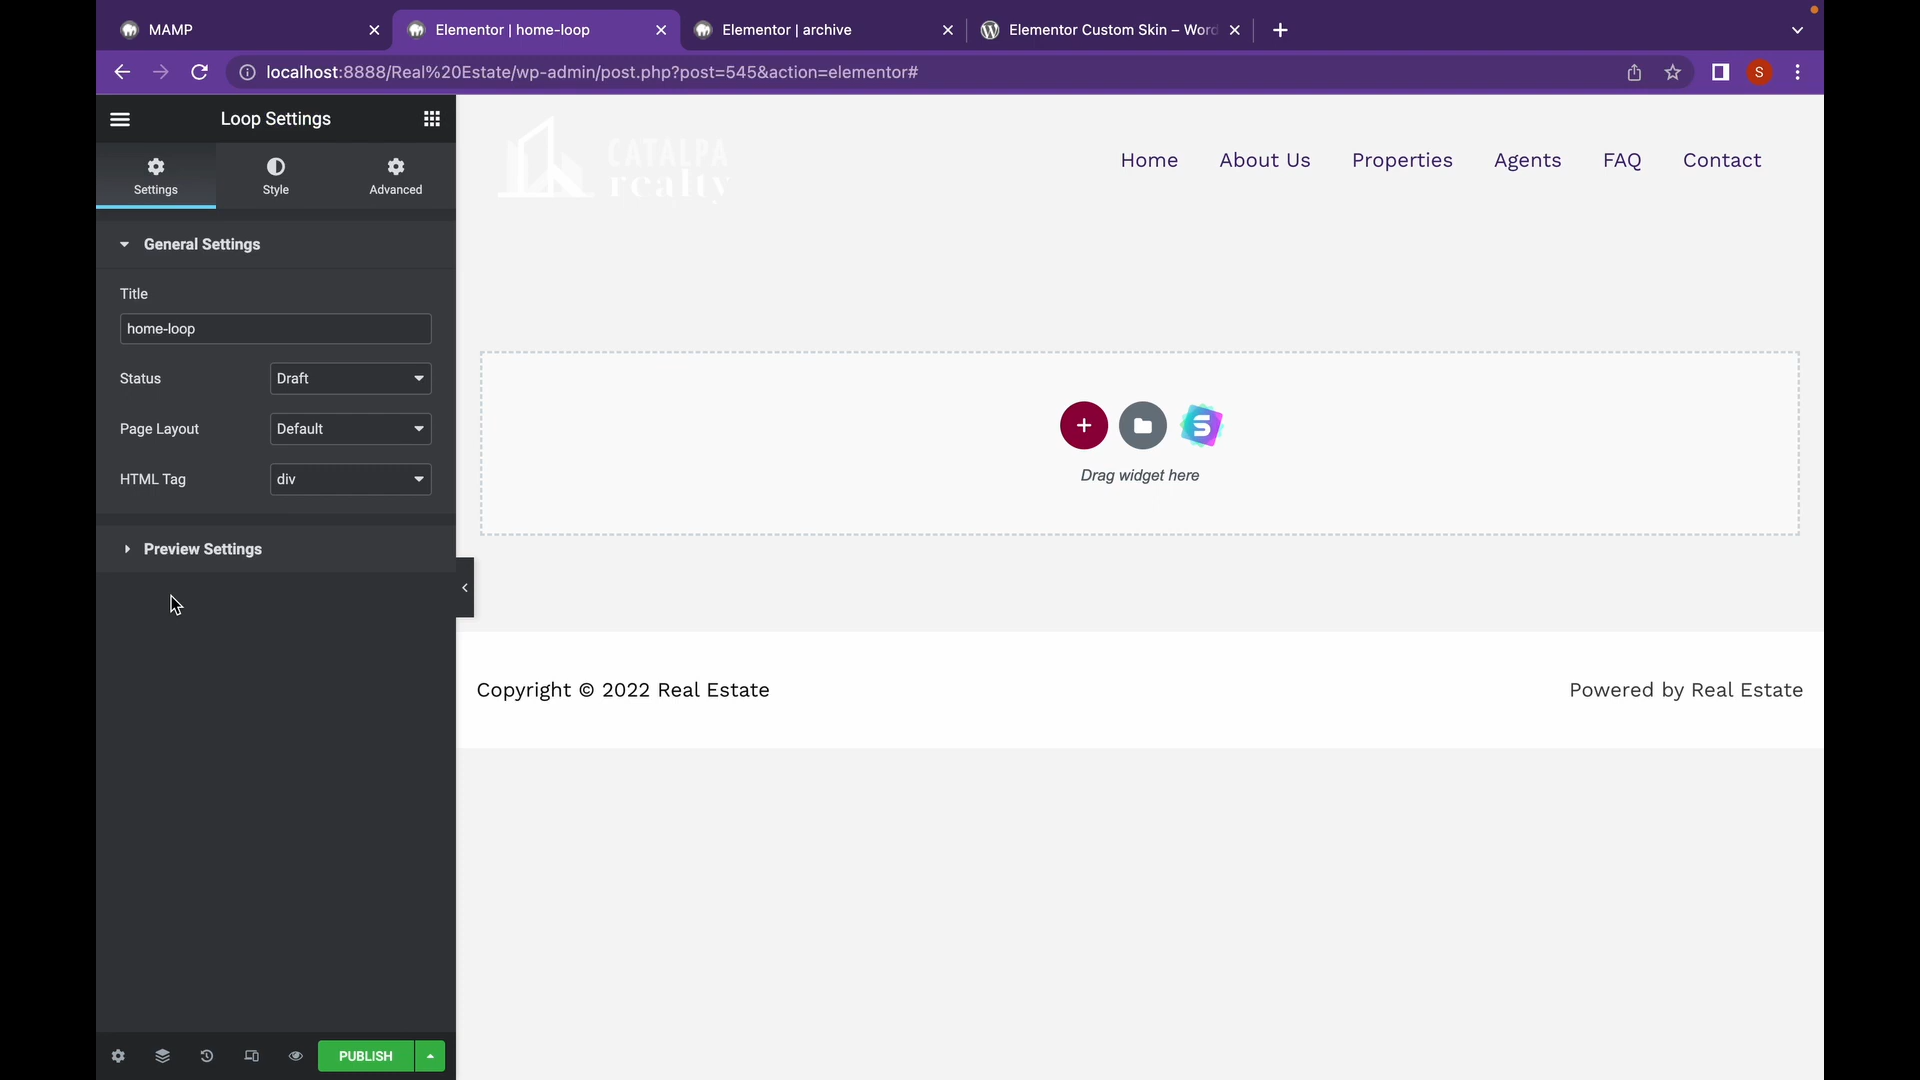 MAMP
Elementor | home-loop
Elementor | archive
Elementor Custom Skin – Word
localhost:8888/Real%20Estate/wp-admin/post.php?post=545&action=elementor#
S
Loop Settings
Settings
Style
Advanced
General Settings
Title
home-loop
Status
Draft
Page Layout
Default
HTML Tag
div
Preview Settings
PUBLISH
CATALPA
realty
Home
About Us
Properties
Agents
FAQ
Contact
Drag widget here
Copyright © 2022 Real Estate
Powered by Real Estate